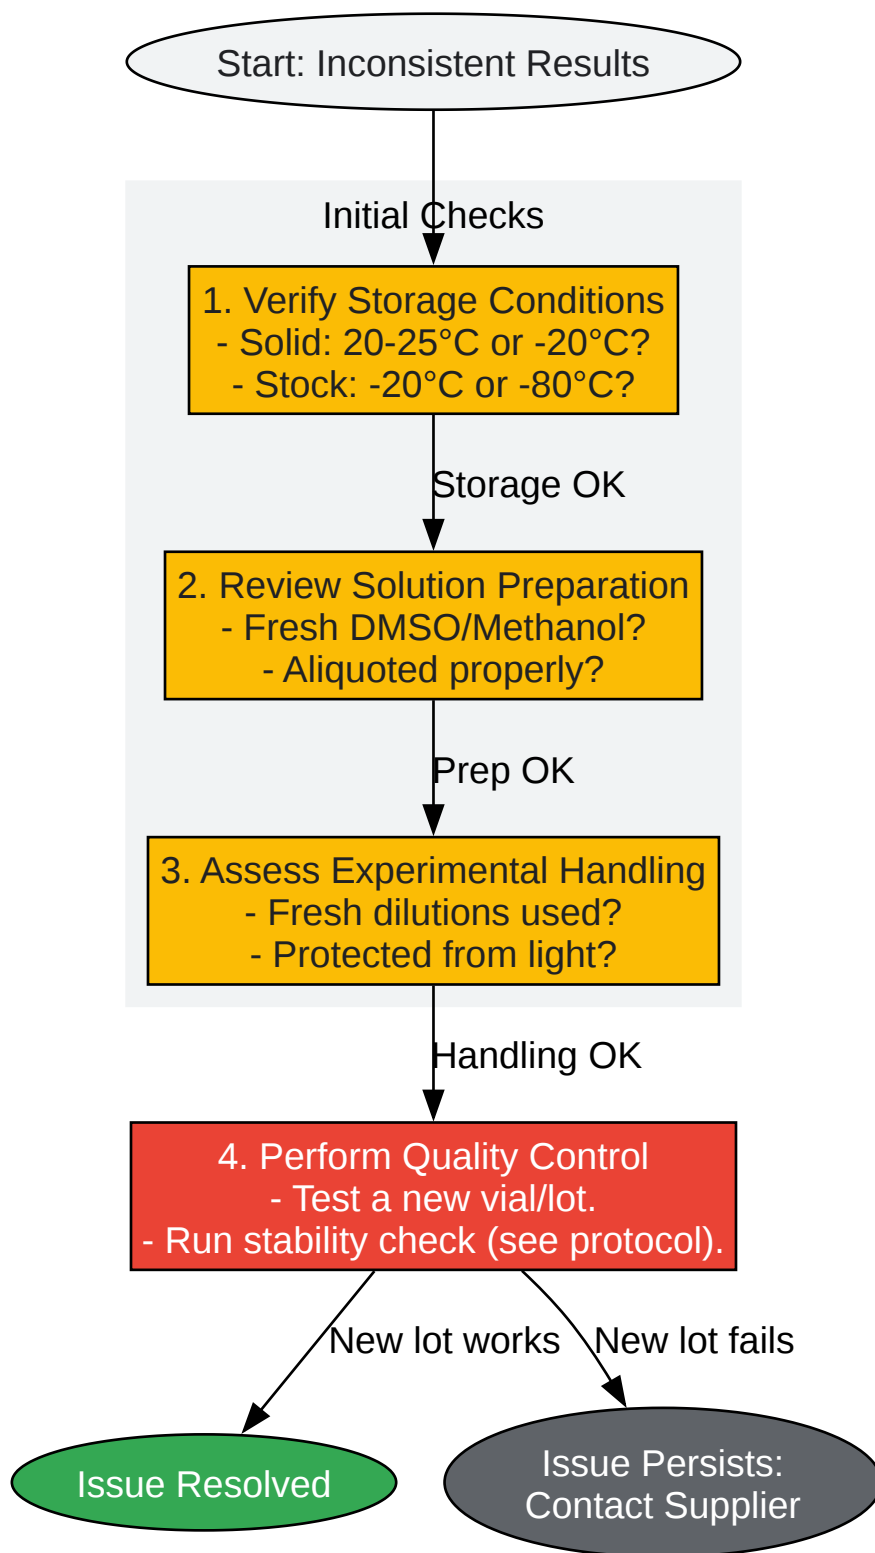 Start: Inconsistent Results
Initial Checks
1. Verify Storage Conditions
- Solid: 20-25°C or -20°C?
- Stock: -20°C or -80°C?
Storage OK
2. Review Solution Preparation
- Fresh DMSO/Methanol?
- Aliquoted properly?
Prep OK
3. Assess Experimental Handling
- Fresh dilutions used?
- Protected from light?
Handling OK
4. Perform Quality Control
- Test a new vial/lot.
- Run stability check (see protocol).
New lot works
New lot fails
Issue Resolved
Issue Persists:
Contact Supplier